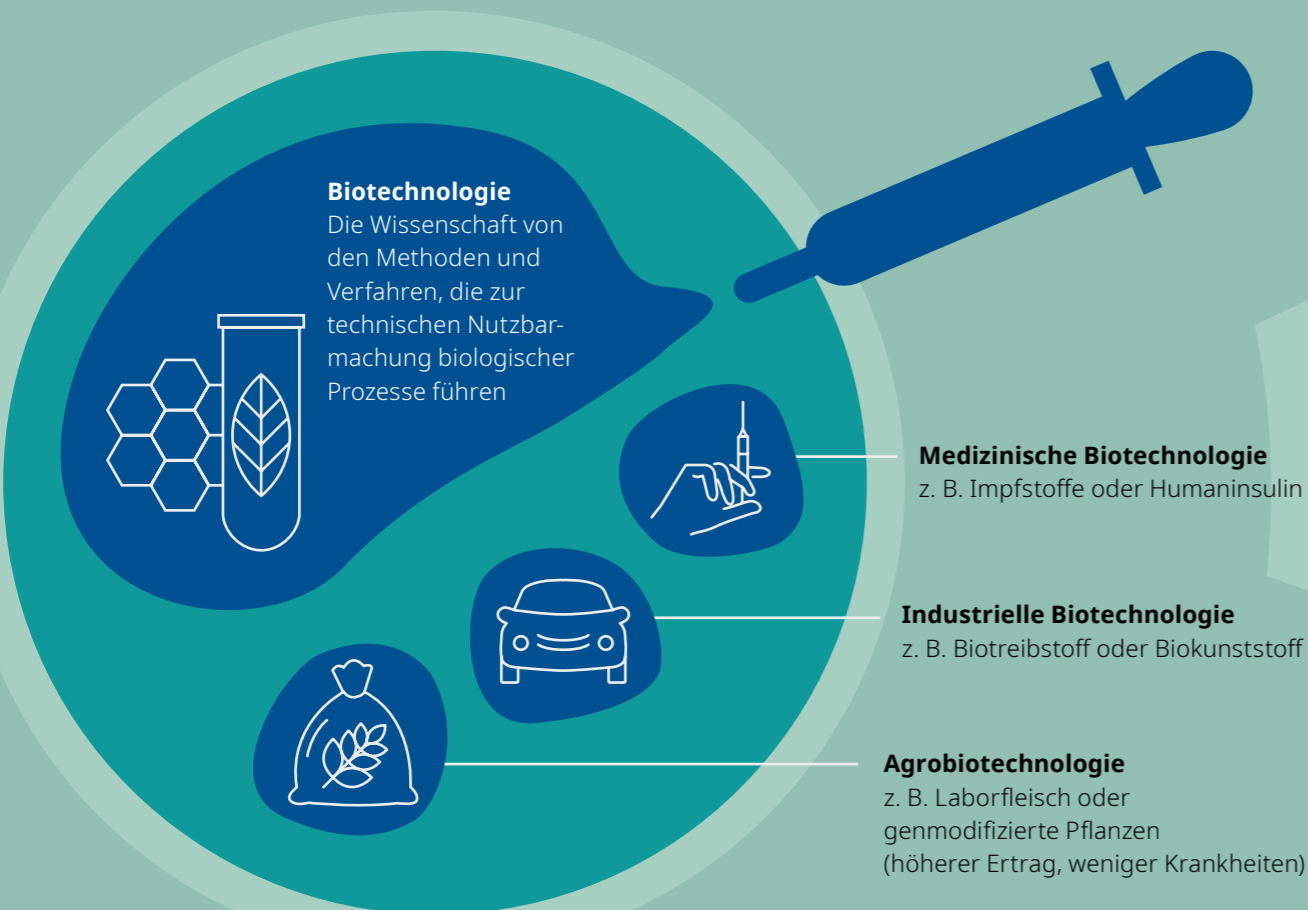 Biotechnologie
Die Wissenschaft von
den Methoden und
Verfahren, die zur
technischen Nutzbar-
machung biologischer
Prozesse führen
Medizinische Biotechnologie
z. B. Impfstoffe oder Humaninsulin
Industrielle Biotechnologie
z. B. Biotreibstoff oder Biokunststoff
Agrobiotechnologie
z. B. Laborfleisch oder
genmodifizierte Pflanzen
(höherer Ertrag, weniger Krankheiten)